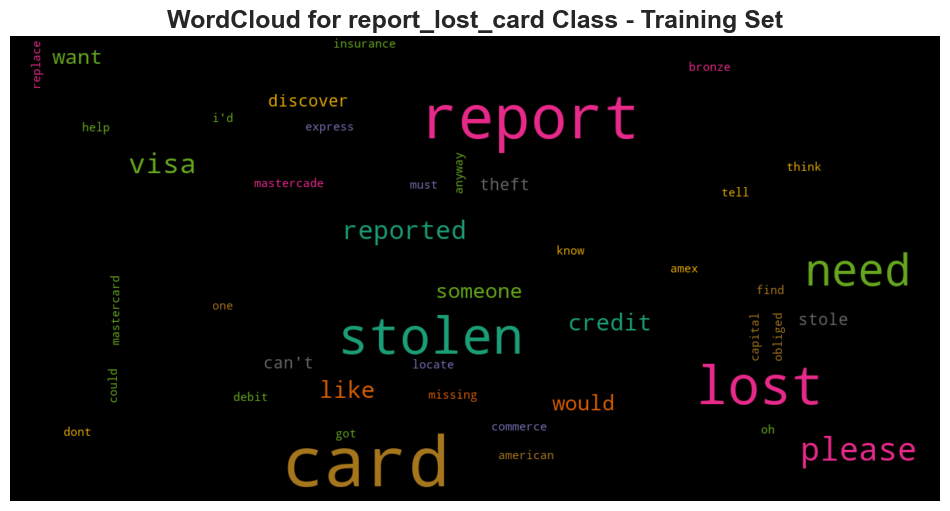 WordCloud for report_lost_card Class - Training Set
insurance
replace
want
bronze
discover
report
i'd
help
express
visa
anyway
think
mastercade
must
theft
tell
reported
know
need
amex
someone
find
mastercard
one
stolen
credit
capital
obliged
stole
can't
locate
lost
could
debit
like
missing
would
dont
got
commerce
oh
please
card
american